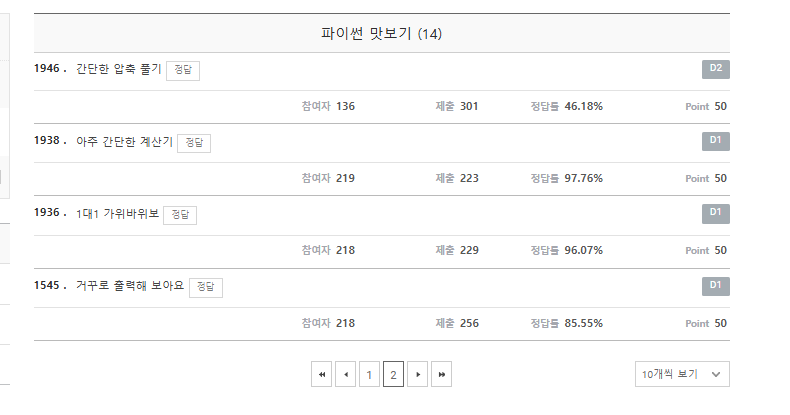 파이썬 맛보기 (14)
1946 . 간단한 압축 풀기 정답 D2
참여자 136 제출 301 정답률 46.18% Point 50
1938 . 아주 간단한 계산기 정답 D1
참여자 219 제출 223 정답률 97.76% Point 50
1936 . 1대1 가위바위보 정답 D1
참여자 218 제출 229 정답률 96.07% Point 50
1545 . 거꾸로 출력해 보아요 정답 D1
참여자 218 제출 256 정답률 85.55% Point 50
1 2 10개씩 보기